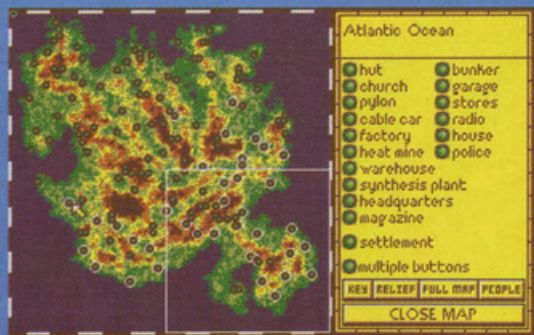 Atlantic Ocean
hut
bunker
church
garage
pylon
stores
cable car
radio
factory
house
heat mine
police
warehouse
synthesis plant
headquarters
magazine
settlement
multiple buttons
KEY
RELIEF
FULL MAP
PEOPLE
CLOSE MAP